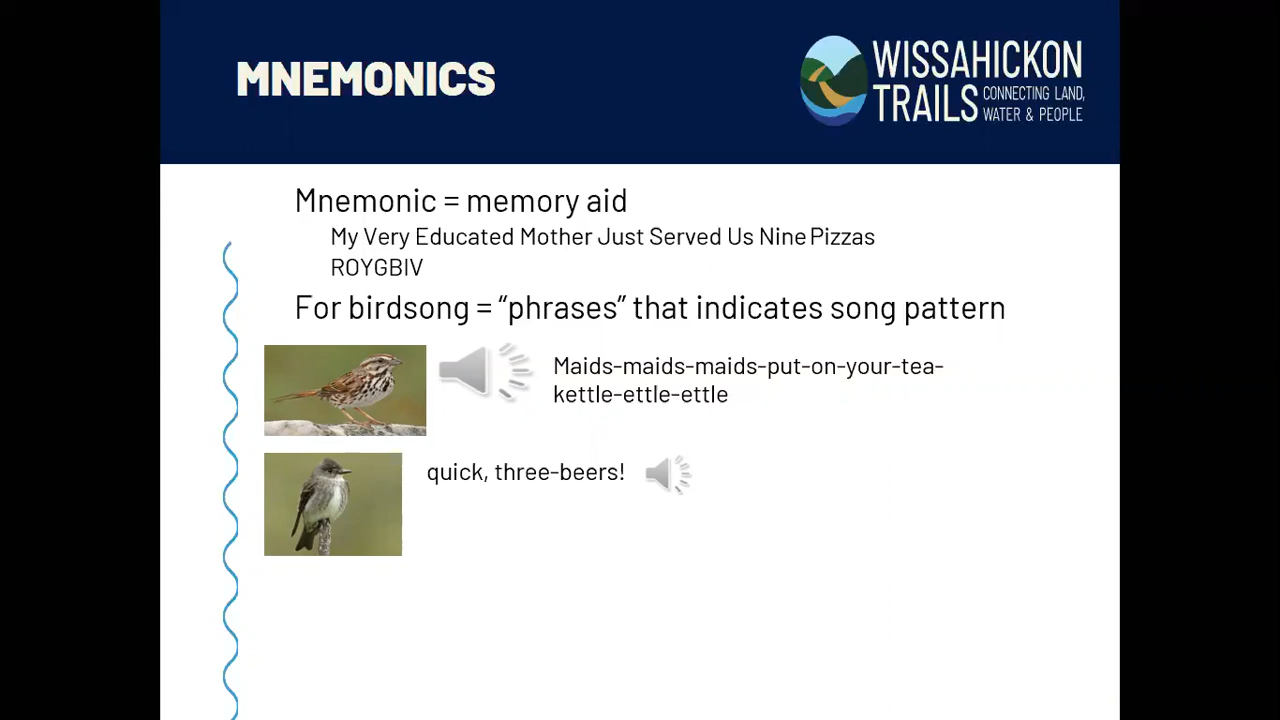 MNEMONICS
WISSAHICKON
TRAILS CONNECTING LAND,
WATER & PEOPLE
Mnemonic = memory aid
My Very Educated Mother Just Served Us Nine Pizzas
ROYGBIV
For birdsong = “phrases” that indicates song pattern
Maids-maids-maids-put-on-your-tea-
kettle-ettle-ettle
quick, three-beers!